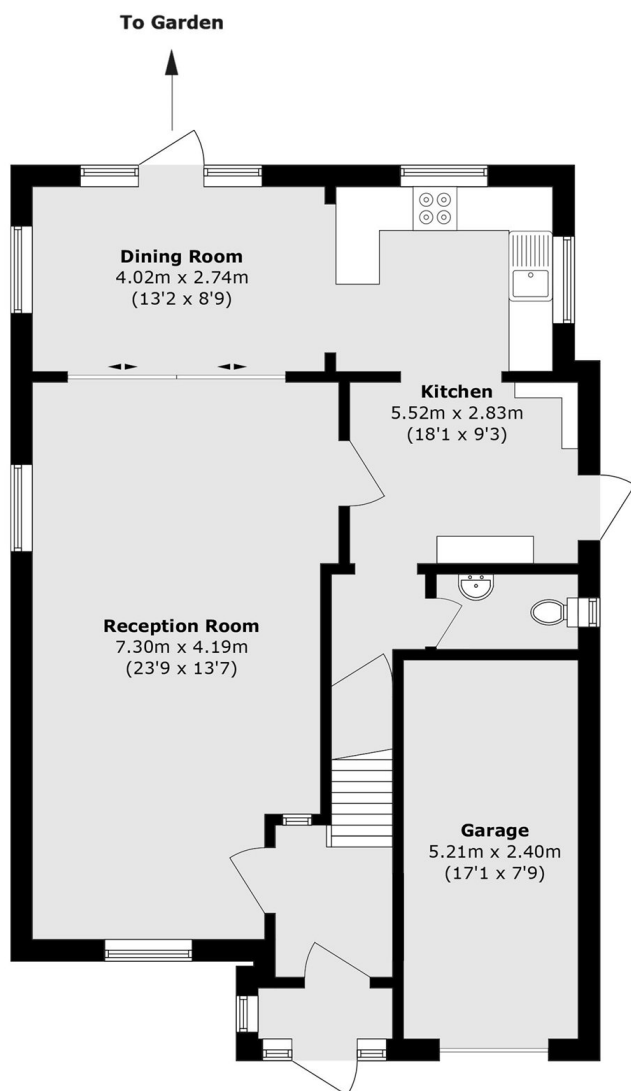 To Garden
Dining Room
4.02m x 2.74m
(13'2 x 8'9)
Kitchen
5.52m x 2.83m
(18'1 x 9'3)
Reception Room
7.30m x 4.19m
(23'9 x 13'7)
Garage
5.21m x 2.40m
(17'1 x 7'9)